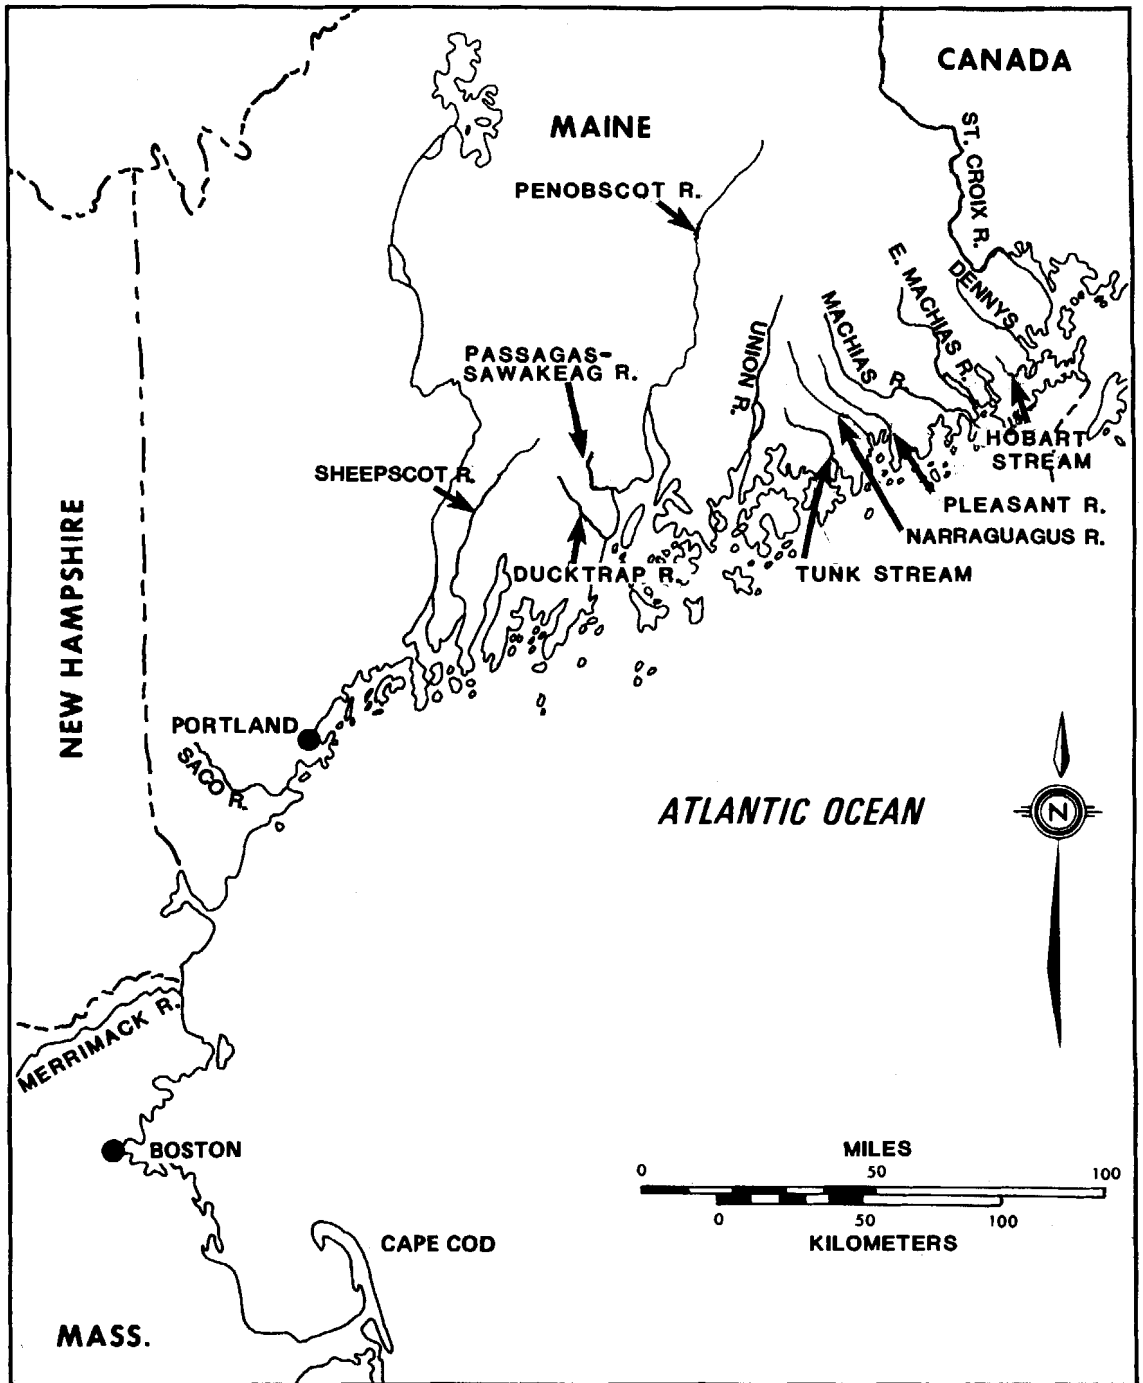 CANADA
MAINE
ST. CROIX R.
PENOBSCOT R.
E. MACHIAS R.
DENNYS
MACHIAS R.
UNION R.
PASSAGAS-
SAWAKEAG R.
HOBART
STREAM
SHEEPSCOT R.
PLEASANT R.
NARRAGUAGUS R.
DUCKTRAP R.
TUNK STREAM
NEW HAMPSHIRE
PORTLAND
SACO R.
ATLANTIC OCEAN
N
MERRIMACK R.
BOSTON
MILES
0 50 100
0 50 100
KILOMETERS
CAPE COD
MASS.